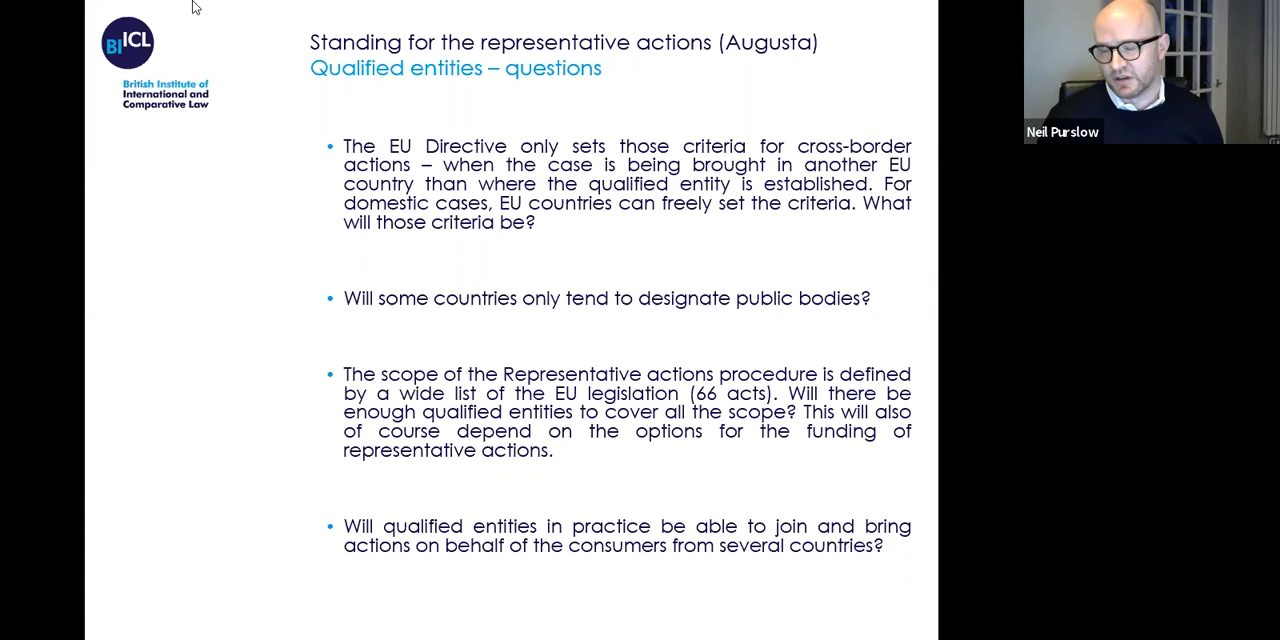 BIICL
British Institute of
International and
Comparative Law
Standing for the representative actions (Augusta)
Qualified entities – questions
Neil Purslow
• The EU Directive only sets those criteria for cross-border
actions – when the case is being brought in another EU
country than where the qualified entity is established. For
domestic cases, EU countries can freely set the criteria. What
will those criteria be?
• Will some countries only tend to designate public bodies?
• The scope of the Representative actions procedure is defined
by a wide list of the EU legislation (66 acts). Will there be
enough qualified entities to cover all the scope? This will also
of course depend on the options for the funding of
representative actions.
• Will qualified entities in practice be able to join and bring
actions on behalf of the consumers from several countries?